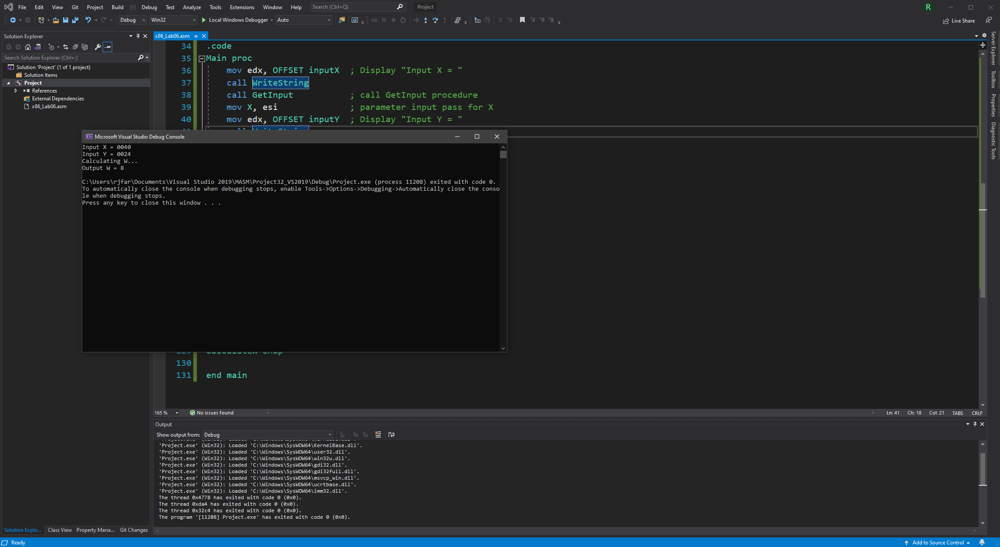 File Edit View Git Project Build Debug Test Analyze Tools Extensions Window Help Search (Ctrl+Q) Project R
Debug Win32 Local Windows Debugger Auto Live Share
Solution Explorer
Search Solution Explorer (Ctrl+;)
Solution 'Project' (1 of 1 project)
Solution Items
Project
References
External Dependencies
x86_Lab06.asm
x86_Lab06.asm
34 .code
35 Main proc
36 mov edx, OFFSET inputX ; Display "Input X = "
37 call WriteString
38 call GetInput ; call GetInput procedure
39 mov X, esi ; parameter input pass for X
40 mov edx, OFFSET inputY ; Display "Input Y = "
Microsoft Visual Studio Debug Console
Input X = 0040
Input Y = 0024
Calculating W...
Output W = 8
C:\Users\rjfar\Documents\Visual Studio 2019\MASM\Project32_VS2019\Debug\Project.exe (process 11208) exited with code 0.
To automatically close the console when debugging stops, enable Tools->Options->Debugging->Automatically close the conso
le when debugging stops.
Press any key to close this window . . .
130
131 end main
165 % No issues found Ln: 41 Ch: 18 Col: 21 TABS CRLF
Output
Show output from: Debug
'Project.exe' (Win32): Loaded 'C:\Windows\SysWOW64\KernelBase.dll'.
'Project.exe' (Win32): Loaded 'C:\Windows\SysWOW64\user32.dll'.
'Project.exe' (Win32): Loaded 'C:\Windows\SysWOW64\win32u.dll'.
'Project.exe' (Win32): Loaded 'C:\Windows\SysWOW64\gdi32.dll'.
'Project.exe' (Win32): Loaded 'C:\Windows\SysWOW64\gdi32full.dll'.
'Project.exe' (Win32): Loaded 'C:\Windows\SysWOW64\msvcp_win.dll'.
'Project.exe' (Win32): Loaded 'C:\Windows\SysWOW64\ucrtbase.dll'.
'Project.exe' (Win32): Loaded 'C:\Windows\SysWOW64\imm32.dll'.
The thread 0x4778 has exited with code 0 (0x0).
The thread 0xda4 has exited with code 0 (0x0).
The thread 0x32c4 has exited with code 0 (0x0).
The program '[11208] Project.exe' has exited with code 0 (0x0).
Solution Explo... Class View Property Mana... Git Changes
Ready Add to Source Control
Server Explorer
Toolbox
Properties
Diagnostic Tools